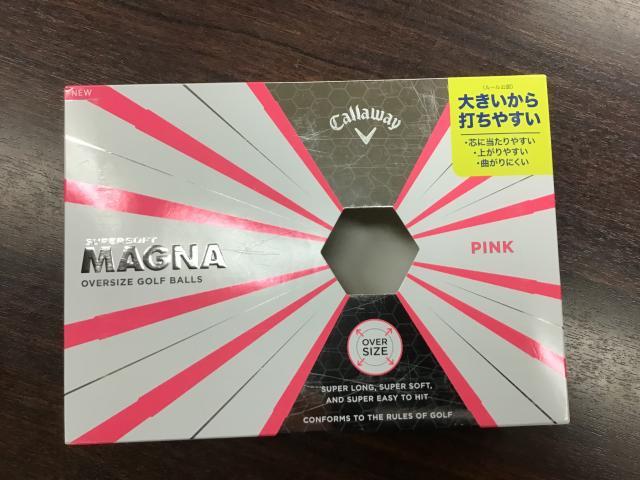 NEW
Callaway
(ルール公認)
大きいから
打ちやすい
・芯に当たりやすい
・上がりやすい
・曲がりにくい
SUPERSOFT
MAGNA
OVERSIZE GOLF BALLS
PINK
OVER
SIZE
SUPER LONG, SUPER SOFT,
AND SUPER EASY TO HIT
CONFORMS TO THE RULES OF GOLF